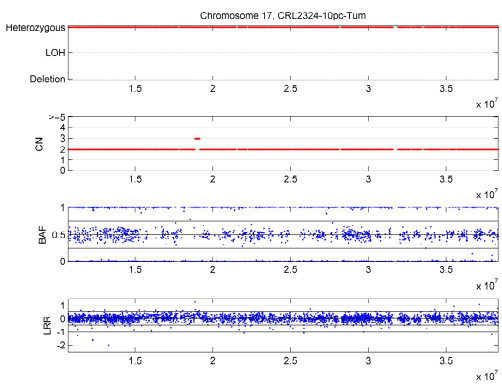 Chromosome 17, CRL2324-10pc-Tum
Heterozygous
LOH
Deletion
1.5 2 2.5 3 3.5
x 10^7
CN
>=5
4
3
2
1
0
1.5 2 2.5 3 3.5
x 10^7
BAF
1
0.5
0
1.5 2 2.5 3 3.5
x 10^7
LRR
1
0
-1
-2
1.5 2 2.5 3 3.5
x 10^7